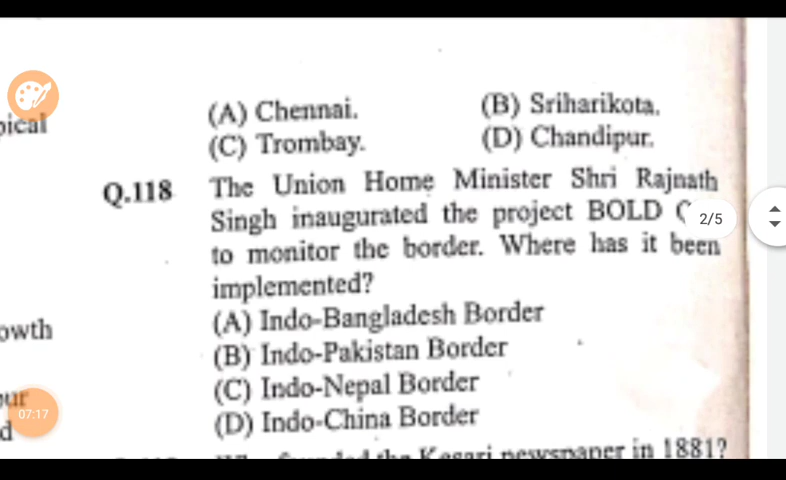 (A) Chennai.
(B) Sriharikota.
pical
(C) Trombay.
(D) Chandipur.
Q.118 The Union Home Minister Shri Rajnath
Singh inaugurated the project BOLD
2/5
to monitor the border. Where has it been
implemented?
(A) Indo-Bangladesh Border
owth
(B) Indo-Pakistan Border
(C) Indo-Nepal Border
07:17
(D) Indo-China Border
the Kesari newspaper in 1881?